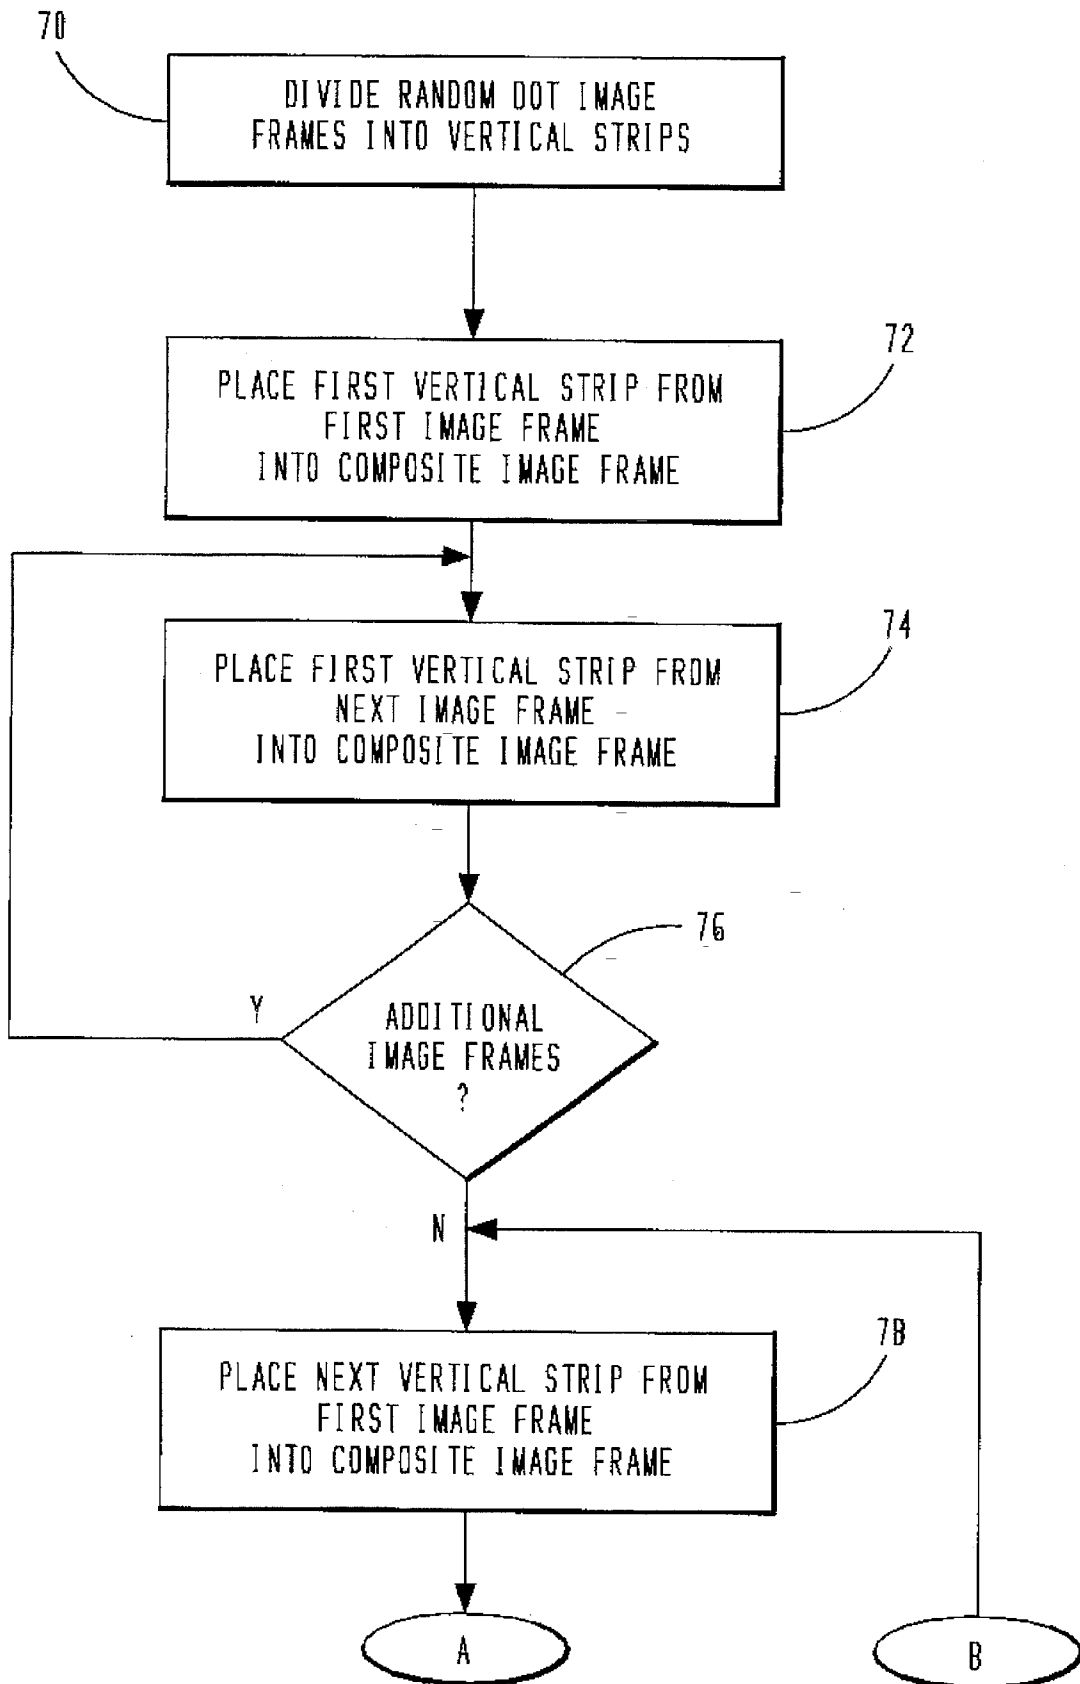 70
DIVIDE RANDOM DOT IMAGE
FRAMES INTO VERTICAL STRIPS
72
PLACE FIRST VERTICAL STRIP FROM
FIRST IMAGE FRAME
INTO COMPOSITE IMAGE FRAME
74
PLACE FIRST VERTICAL STRIP FROM
NEXT IMAGE FRAME
INTO COMPOSITE IMAGE FRAME
76
Y
ADDITIONAL
IMAGE FRAMES
?
N
78
PLACE NEXT VERTICAL STRIP FROM
FIRST IMAGE FRAME
INTO COMPOSITE IMAGE FRAME
A
B